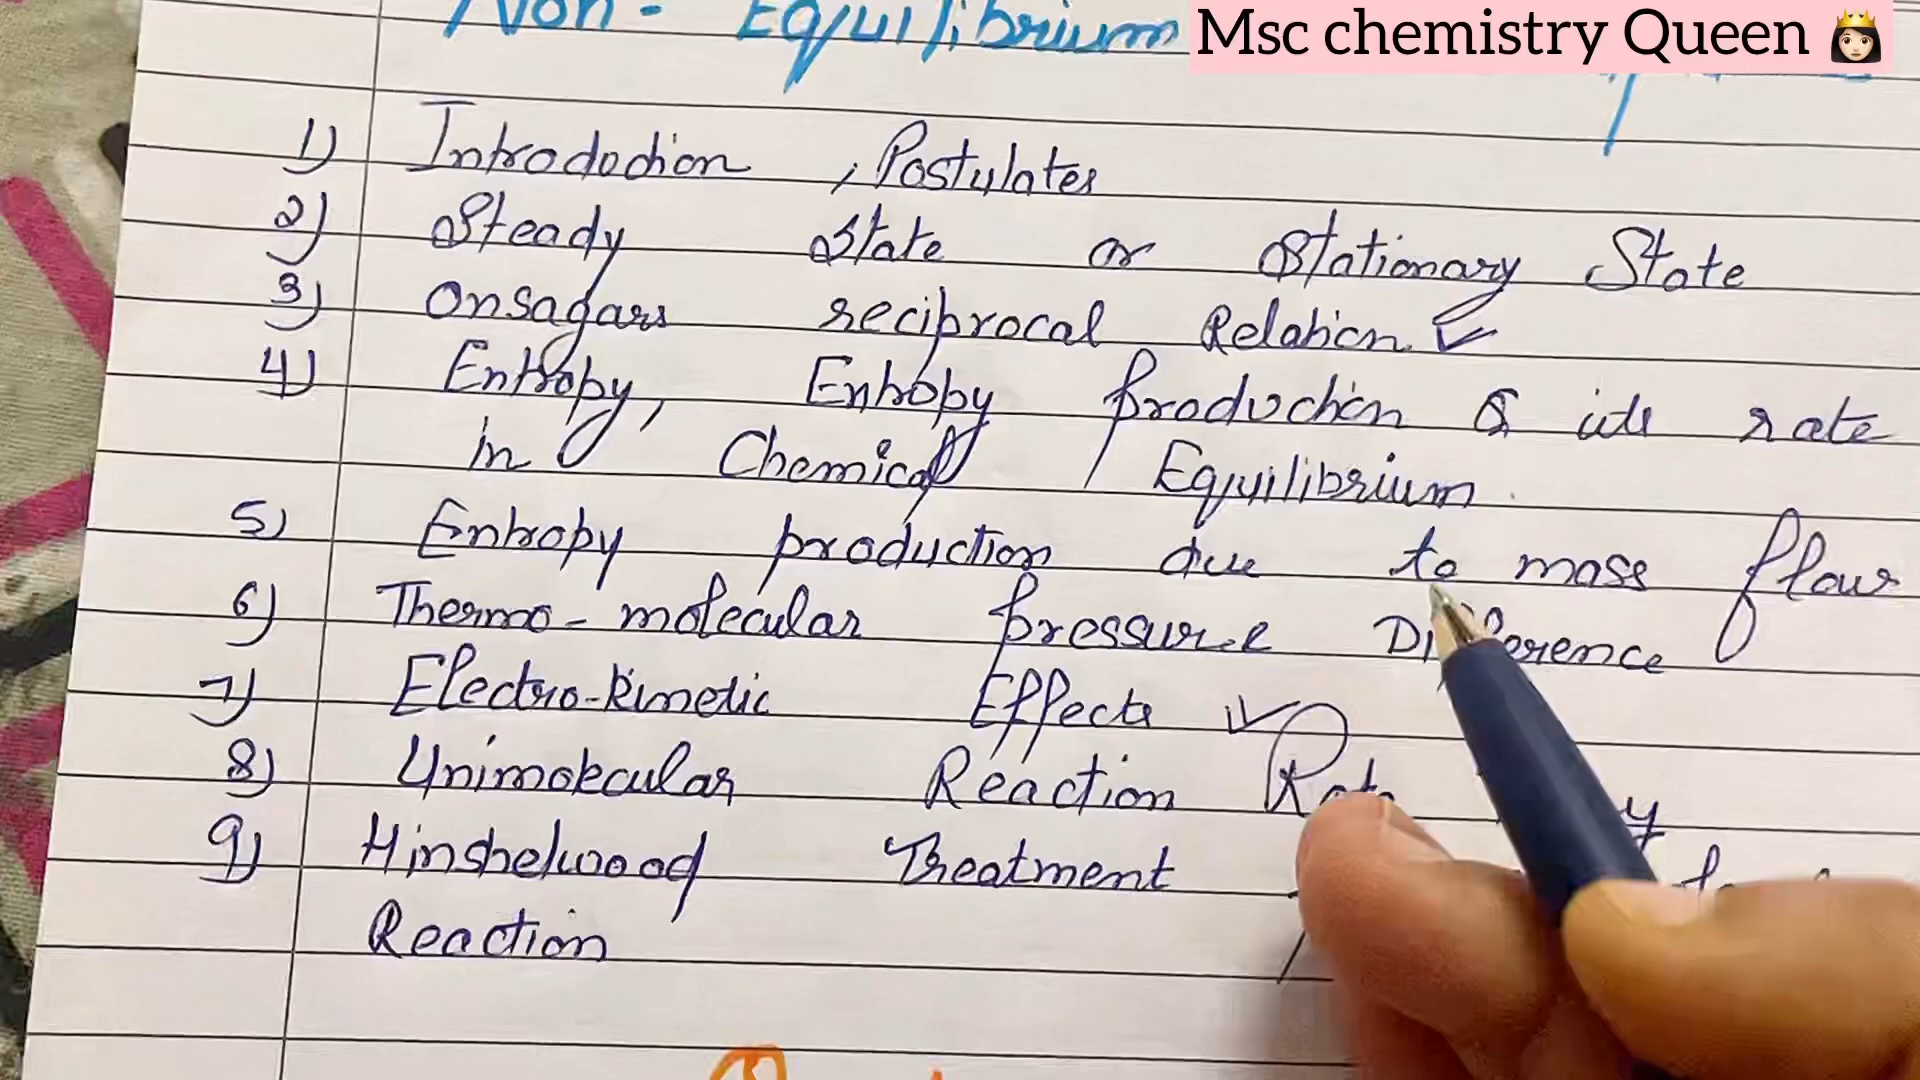 Msc chemistry Queen 👸
Non - Equilibrium
1) Introdudion , Postulates
2) Steady State or Stationary State
3) Onsagars reciprocal Relation ✓
4) Entropy, Entropy production & its rate
in Chemical Equilibrium
5) Entropy production due to mass flow
6) Thermo-molecular pressure Difference
7) Electro-kinetic Effects ✓
8) Unimolecular Reaction Rate
9) Hinshelwood Treatment
Reaction